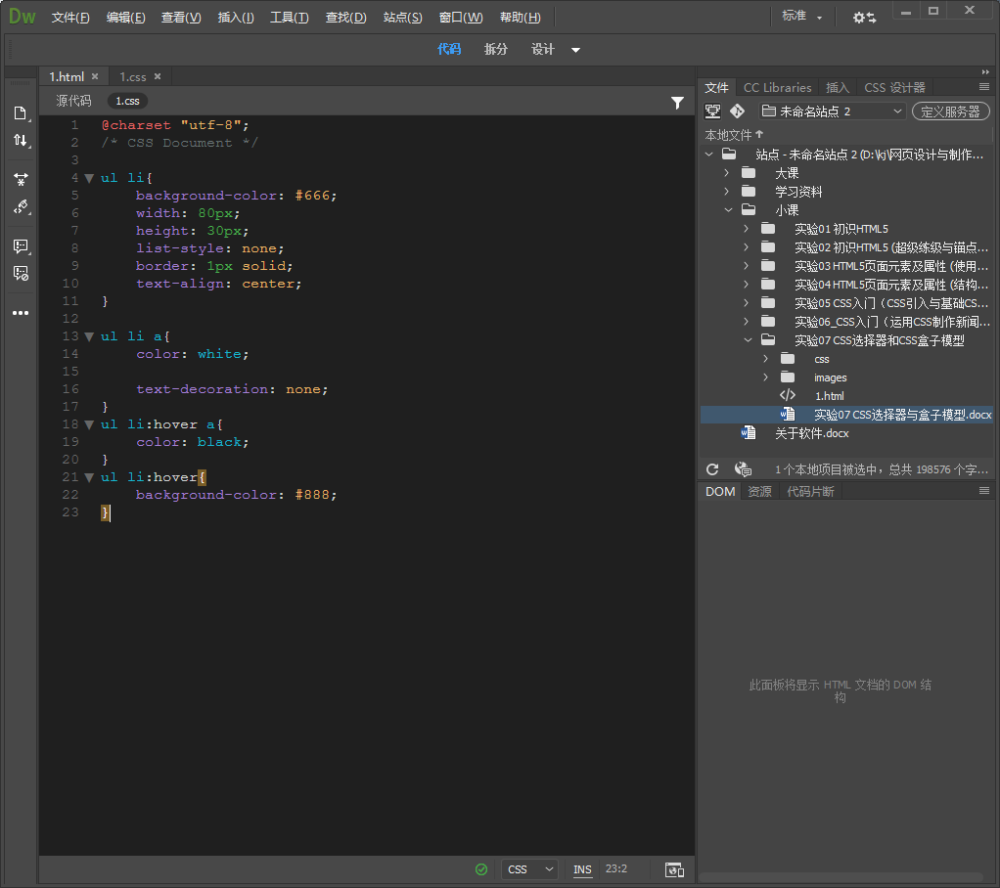 Dw 文件(F) 编辑(E) 查看(V) 插入(I) 工具(T) 查找(D) 站点(S) 窗口(W) 帮助(H) 标准
代码 拆分 设计
1.html × 1.css ×
源代码 1.css
1 @charset "utf-8";
2 /* CSS Document */
3
4 ul li{
5 background-color: #666;
6 width: 80px;
7 height: 30px;
8 list-style: none;
9 border: 1px solid;
10 text-align: center;
11 }
12
13 ul li a{
14 color: white;
15
16 text-decoration: none;
17 }
18 ul li:hover a{
19 color: black;
20 }
21 ul li:hover{
22 background-color: #888;
23 }
CSS INS 23:2
文件 CC Libraries 插入 CSS 设计器
未命名站点 2 定义服务器
本地文件↑
站点 - 未命名站点 2 (D:\kj\网页设计与制作...
大课
学习资料
小课
实验01 初识HTML5
实验02 初识HTML5 (超级练级与锚点...
实验03 HTML5页面元素及属性 (使用...
实验04 HTML5页面元素及属性 (结构...
实验05 CSS入门（CSS引入与基础CS...
实验06_CSS入门（运用CSS制作新闻...
实验07 CSS选择器和CSS盒子模型
css
images
</> 1.html
实验07 CSS选择器与盒子模型.docx
关于软件.docx
1 个本地项目被选中，总共 198576 个字...
DOM 资源 代码片断
此面板将显示 HTML 文档的 DOM 结
构